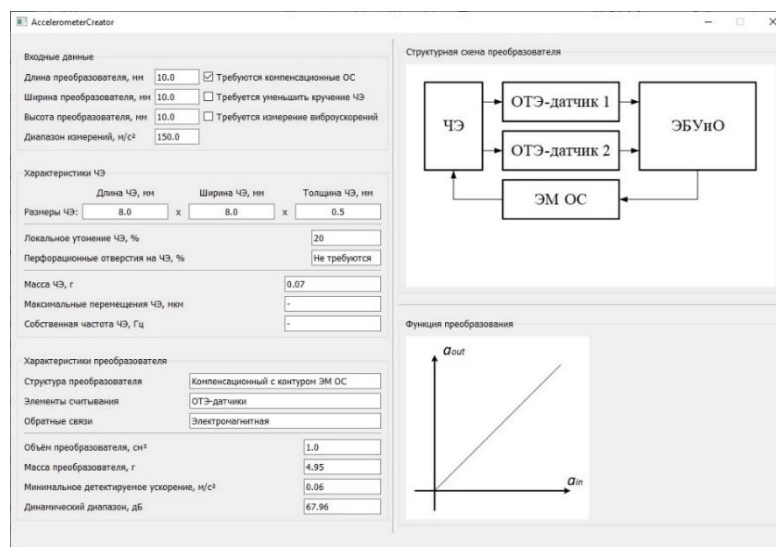 AccelerometerCreator
Входные данные
Длина преобразователя, мм 10.0 Требуются компенсационные ОС
Ширина преобразователя, мм 10.0 Требуется уменьшить кручение ЧЭ
Высота преобразователя, мм 10.0 Требуется измерение виброускорений
Диапазон измерений, м/с² 150.0
Характеристики ЧЭ
Длина ЧЭ, мм Ширина ЧЭ, мм Толщина ЧЭ, мм
Размеры ЧЭ: 8.0 x 8.0 x 0.5
Локальное утонение ЧЭ, % 20
Перфорационные отверстия на ЧЭ, % Не требуются
Масса ЧЭ, г 0.07
Максимальные перемещения ЧЭ, мкм -
Собственная частота ЧЭ, Гц -
Характеристики преобразователя
Структура преобразователя Компенсационный с контуром ЭМ ОС
Элементы считывания ОТЭ-датчики
Обратные связи Электромагнитная
Объём преобразователя, см³ 1.0
Масса преобразователя, г 4.95
Минимальное детектируемое ускорение, м/с² 0.06
Динамический диапазон, дБ 67.96
Структурная схема преобразователя
ЧЭ
ОТЭ-датчик 1
ОТЭ-датчик 2
ЭБУиО
ЭМ ОС
Функция преобразования
aout
ain